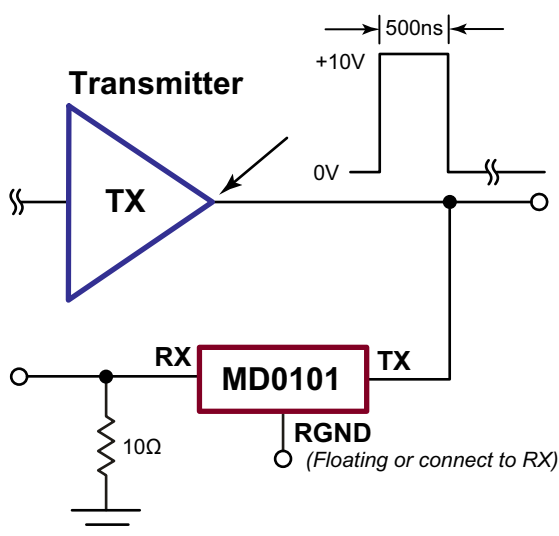 500ns
+10V
Transmitter
0V
TX
RX
MD0101
TX
RGND
(Floating or connect to RX)
10Ω